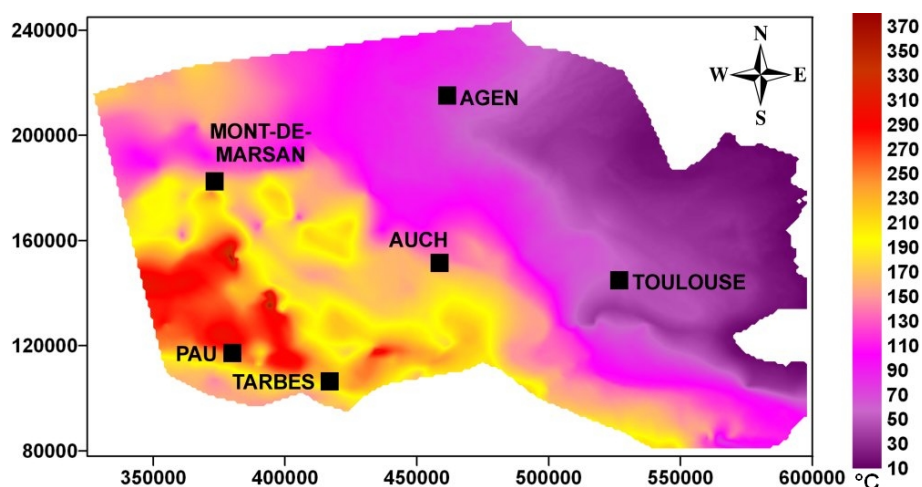 240000
200000
160000
120000
80000
350000
400000
450000
500000
550000
600000
N
W
E
S
AGEN
MONT-DE-
MARSAN
AUCH
TOULOUSE
PAU
TARBES
370
350
330
310
290
270
250
230
210
190
170
150
130
110
90
70
50
30
10
°C